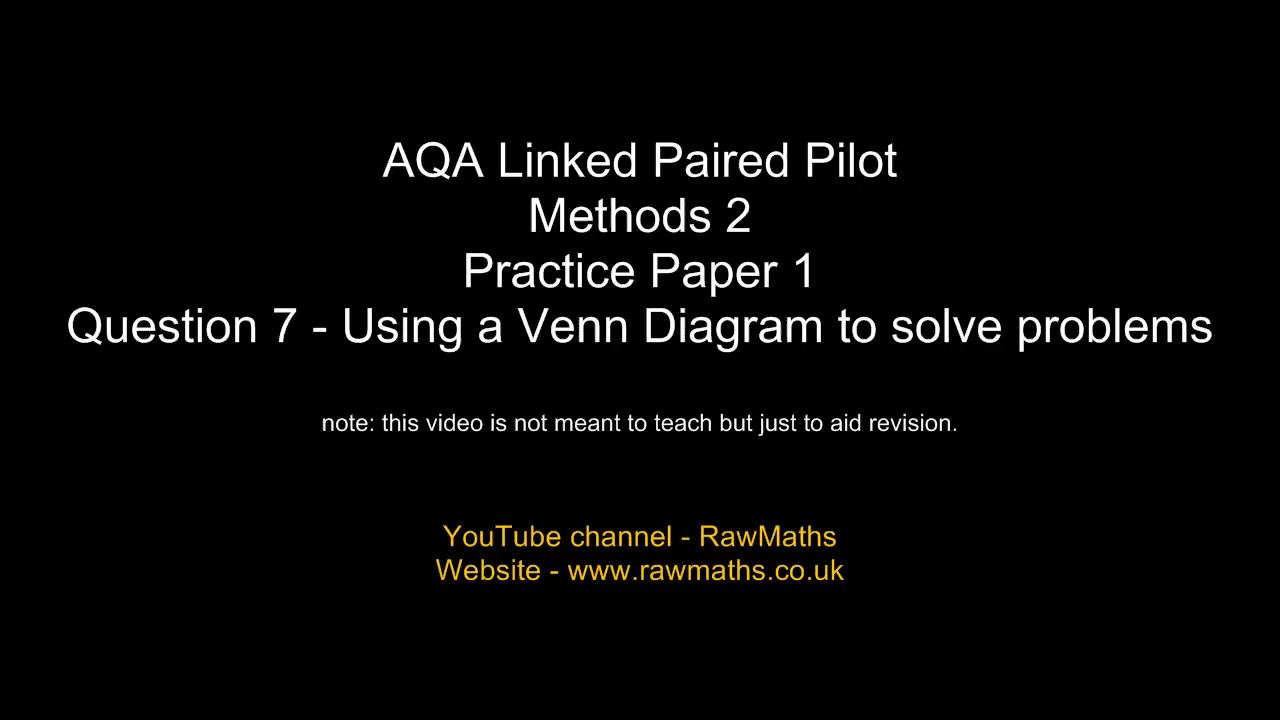 AQA Linked Paired Pilot
Methods 2
Practice Paper 1
Question 7 - Using a Venn Diagram to solve problems
note: this video is not meant to teach but just to aid revision.
YouTube channel - RawMaths
Website - www.rawmaths.co.uk